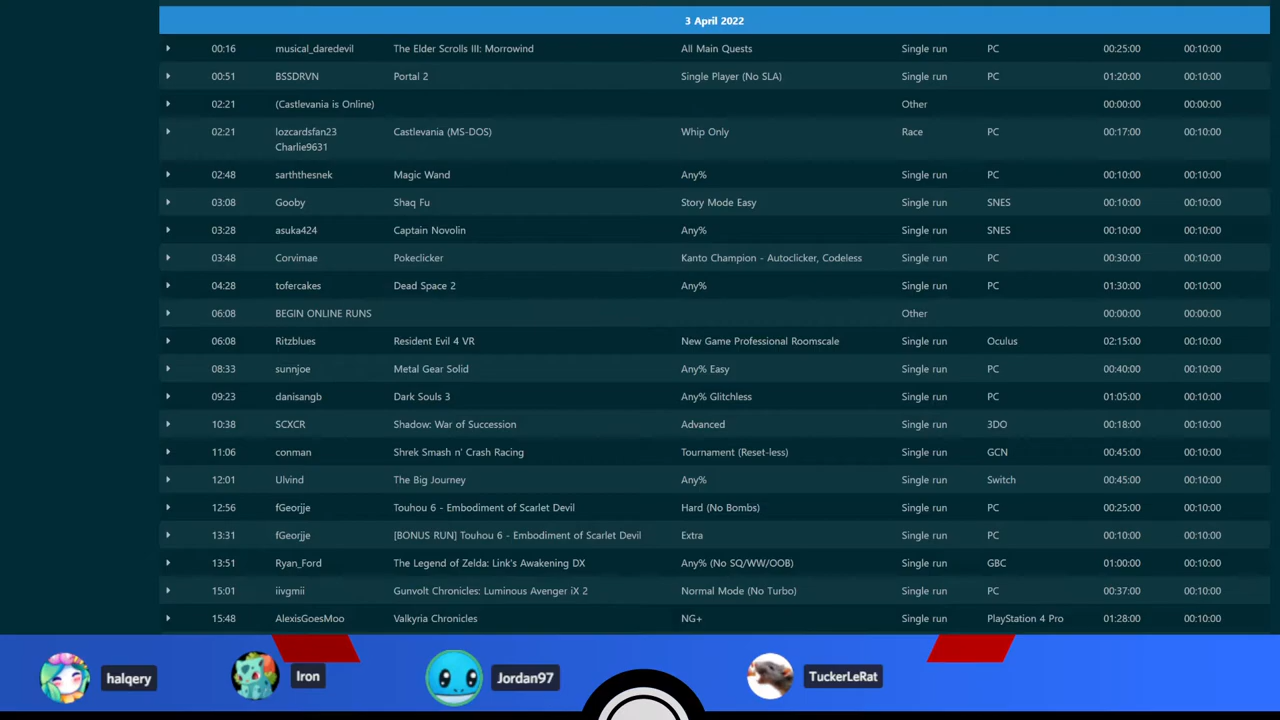 3 April 2022
00:16 musical_daredevil The Elder Scrolls III: Morrowind All Main Quests Single run PC 00:25:00 00:10:00
00:51 BSSDRVN Portal 2 Single Player (No SLA) Single run PC 01:20:00 00:10:00
02:21 (Castlevania is Online) Other 00:00:00 00:00:00
02:21 lozcardsfan23 Castlevania (MS-DOS) Whip Only Race PC 00:17:00 00:10:00
Charlie9631
02:48 sarththesnek Magic Wand Any% Single run PC 00:10:00 00:10:00
03:08 Gooby Shaq Fu Story Mode Easy Single run SNES 00:10:00 00:10:00
03:28 asuka424 Captain Novolin Any% Single run SNES 00:10:00 00:10:00
03:48 Corvimae Pokeclicker Kanto Champion - Autoclicker, Codeless Single run PC 00:30:00 00:10:00
04:28 tofercakes Dead Space 2 Any% Single run PC 01:30:00 00:10:00
06:08 BEGIN ONLINE RUNS Other 00:00:00 00:00:00
06:08 Ritzblues Resident Evil 4 VR New Game Professional Roomscale Single run Oculus 02:15:00 00:10:00
08:33 sunnjoe Metal Gear Solid Any% Easy Single run PC 00:40:00 00:10:00
09:23 danisangb Dark Souls 3 Any% Glitchless Single run PC 01:05:00 00:10:00
10:38 SCXCR Shadow: War of Succession Advanced Single run 3DO 00:18:00 00:10:00
11:06 conman Shrek Smash n' Crash Racing Tournament (Reset-less) Single run GCN 00:45:00 00:10:00
12:01 Ulvind The Big Journey Any% Single run Switch 00:45:00 00:10:00
12:56 fGeorjje Touhou 6 - Embodiment of Scarlet Devil Hard (No Bombs) Single run PC 00:25:00 00:10:00
13:31 fGeorjje [BONUS RUN] Touhou 6 - Embodiment of Scarlet Devil Extra Single run PC 00:10:00 00:10:00
13:51 Ryan_Ford The Legend of Zelda: Link's Awakening DX Any% (No SQ/WW/OOB) Single run GBC 01:00:00 00:10:00
15:01 iivgmii Gunvolt Chronicles: Luminous Avenger iX 2 Normal Mode (No Turbo) Single run PC 00:37:00 00:10:00
15:48 AlexisGoesMoo Valkyria Chronicles NG+ Single run PlayStation 4 Pro 01:28:00 00:10:00
halqery Iron Jordan97 TuckerLeRat